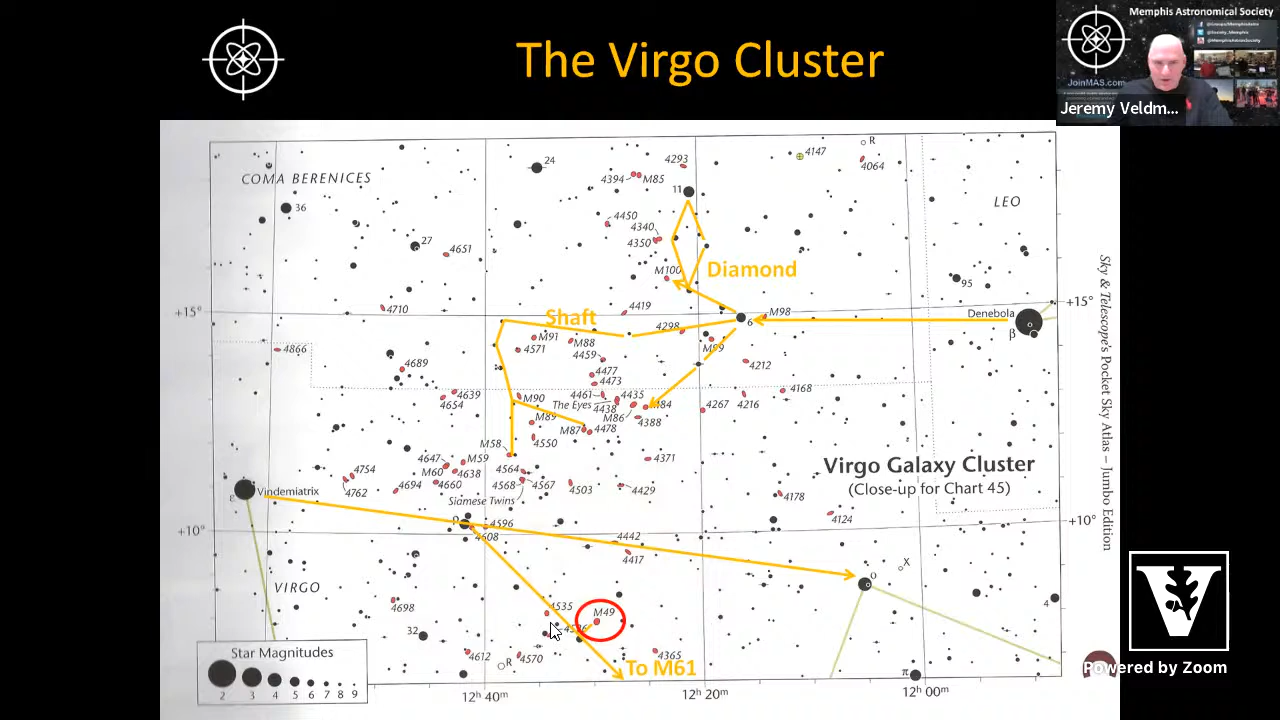 The Virgo Cluster
Memphis Astronomical Society
JoinMAS.com
Jeremy Veldm...
COMA BERENICES
24
4293
4147
R
4064
4394
M85
11
36
LEO
4450
4340
4350
27
4651
M100
Diamond
95
4710
4419
+15°
+15°
Shaft
6
M98
Denebola
β
4298
M91
M88
M99
4571
4459
4866
4689
4212
4477
4473
4639
4654
M90
4461
4435
The Eyes
4438
M84
4267
4216
4168
M86
4388
M89
M87
4478
M58
4550
4647
M59
M60
4638
4564
4371
Virgo Galaxy Cluster
(Close-up for Chart 45)
4754
4762
4694
4660
4568
4567
4503
4429
4178
ε
Vindemiatrix
Siamese Twins
4124
+10°
+10°
ρ
4596
4608
4442
4417
X
o
VIRGO
4698
4535
M49
4
32
4612
R
4570
4365
To M61
π
Star Magnitudes
2 3 4 5 6 7 8 9
12ʰ 40ᵐ
12ʰ 20ᵐ
12ʰ 00ᵐ
Sky & Telescope's Pocket Sky Atlas – Jumbo Edition
V
Powered by Zoom